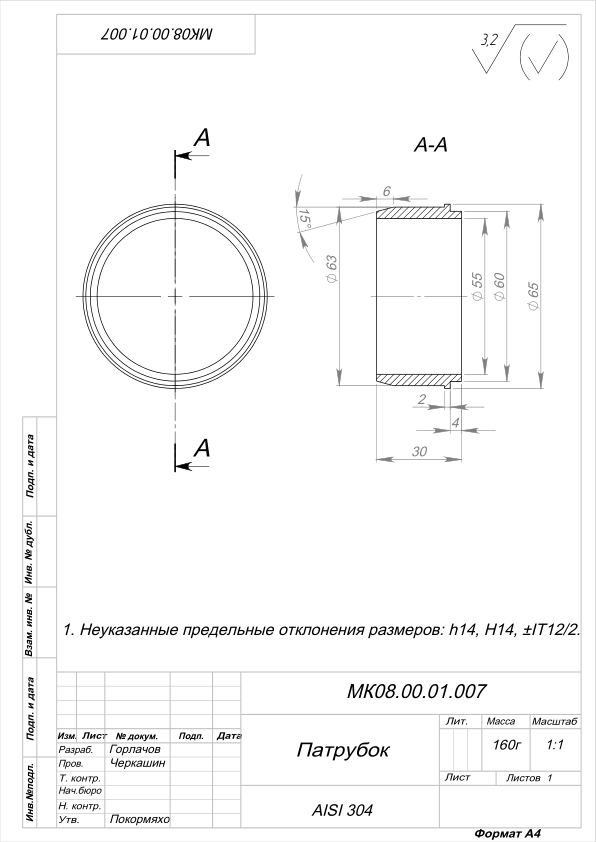 МК08.00.01.007
3,2
А
А-А
6
15°
⌀63
⌀55
⌀60
⌀65
2
4
30
А
Подп. и дата
Инв. № дубл.
Взам. инв. №
Подп. и дата
Инв.№подл.
1. Неуказанные предельные отклонения размеров: h14, H14, ±IT12/2.
МК08.00.01.007
Изм. Лист № докум. Подп. Дата
Разраб. Горлачов
Пров. Черкашин
Т. контр.
Нач.бюро
Н. контр.
Утв. Покормяхо
Патрубок
Лит. Масса Масштаб
160г 1:1
Лист Листов 1
AISI 304
Формат А4